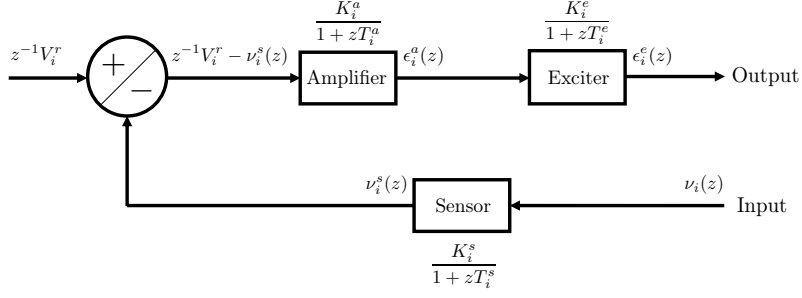 K_i^a / (1 + zT_i^a)
K_i^e / (1 + zT_i^e)
z^{-1}V_i^r
+
−
z^{-1}V_i^r − ν_i^s(z)
Amplifier
ϵ_i^a(z)
Exciter
ϵ_i^e(z)
Output
ν_i^s(z)
Sensor
ν_i(z)
Input
K_i^s / (1 + zT_i^s)